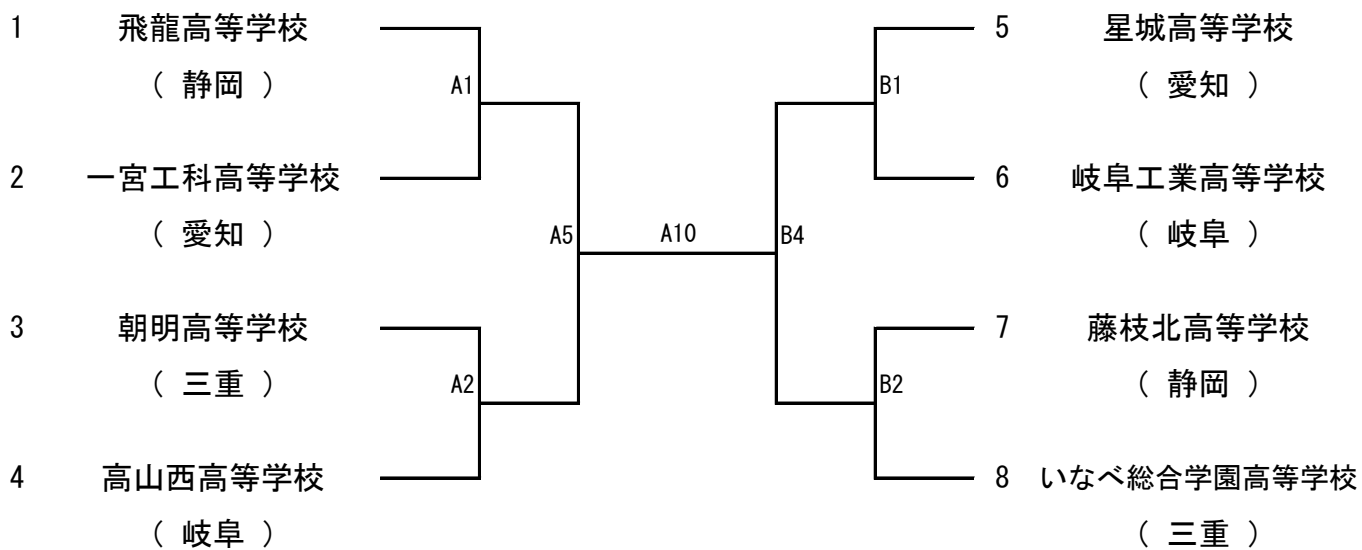 1 飛龍高等学校
( 静岡 )
A1
2 一宮工科高等学校
( 愛知 )
A5
3 朝明高等学校
( 三重 )
A2
4 高山西高等学校
( 岐阜 )
A10
5 星城高等学校
( 愛知 )
B1
6 岐阜工業高等学校
( 岐阜 )
B4
7 藤枝北高等学校
( 静岡 )
B2
8 いなべ総合学園高等学校
( 三重 )